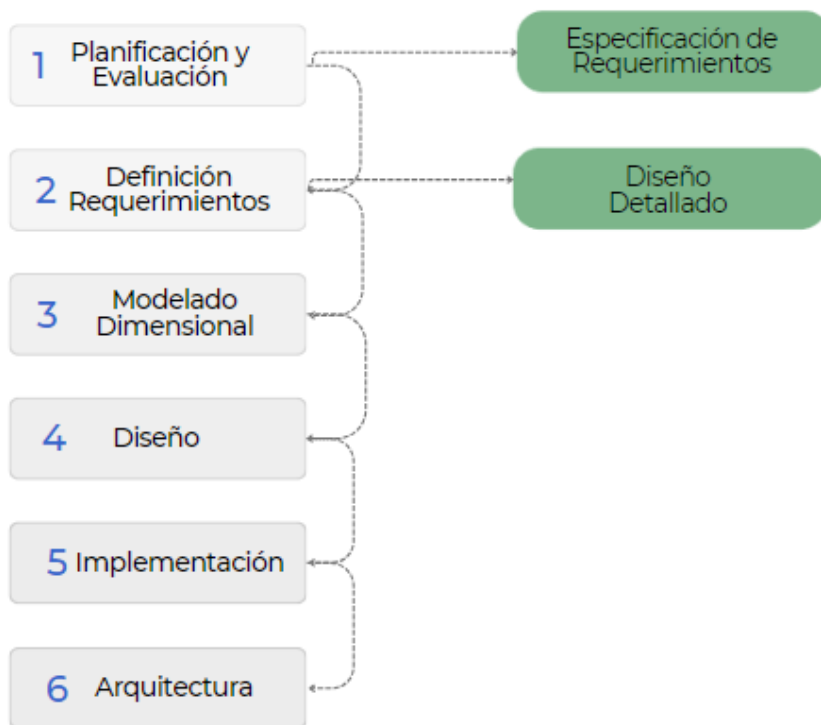 1 Planificación y
Evaluación
Especificación de
Requerimientos
2 Definición
Requerimientos
Diseño
Detallado
3 Modelado
Dimensional
4 Diseño
5 Implementación
6 Arquitectura